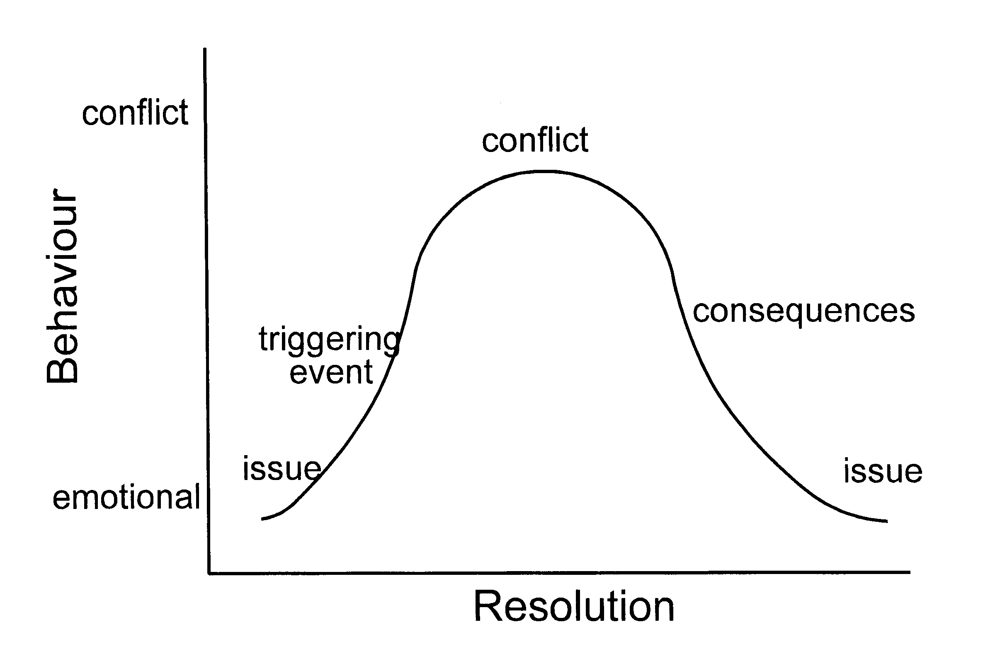 conflict
conflict
Behaviour
consequences
triggering
event
issue
issue
emotional
Resolution